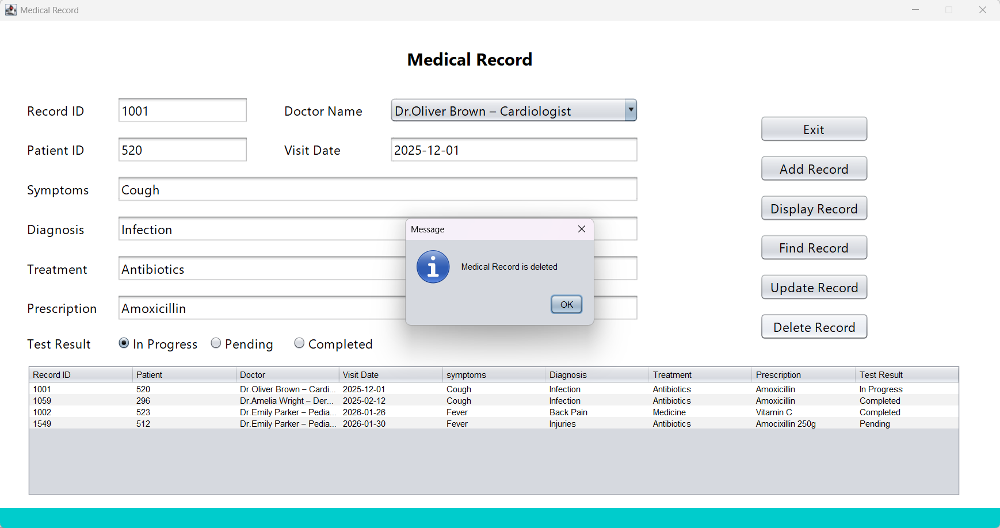 Medical Record
Medical Record
Record ID 1001 Doctor Name Dr.Oliver Brown – Cardiologist
Exit
Patient ID 520 Visit Date 2025-12-01
Add Record
Symptoms Cough
Display Record
Diagnosis Infection
Message
Find Record
Treatment Antibiotics
Medical Record is deleted
Update Record
OK
Prescription Amoxicillin
Delete Record
Test Result In Progress Pending Completed
Record ID Patient Doctor Visit Date symptoms Diagnosis Treatment Prescription Test Result
1001 520 Dr.Oliver Brown – Cardi... 2025-12-01 Cough Infection Antibiotics Amoxicillin In Progress
1059 296 Dr.Amelia Wright – Der... 2025-02-12 Cough Infection Antibiotics Amoxicillin Completed
1002 523 Dr.Emily Parker – Pedia... 2026-01-26 Fever Back Pain Medicine Vitamin C Completed
1549 512 Dr.Emily Parker – Pedia... 2026-01-30 Fever Injuries Antibiotics Amocixillin 250g Pending